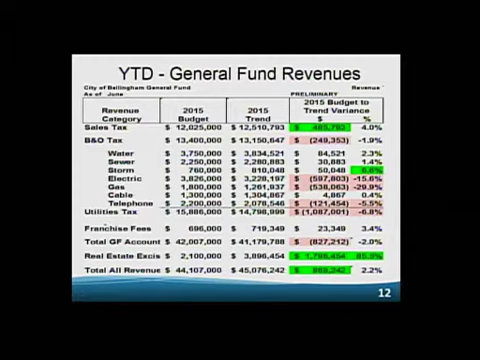 YTD - General Fund Revenues
City of Bellingham General Fund
Revenue
As of June
PRELIMINARY
Revenue Category 2015 Budget 2015 Trend 2015 Budget to Trend Variance $ %
Sales Tax $ 12,025,000 $ 12,510,793 $ 485,793 4.0%
B&O Tax $ 13,400,000 $ 13,150,647 $ (249,353) -1.9%
Water $ 3,750,000 $ 3,834,521 $ 84,521 2.3%
Sewer $ 2,250,000 $ 2,280,883 $ 30,883 1.4%
Storm $ 760,000 $ 810,048 $ 50,048 6.6%
Electric $ 3,826,000 $ 3,228,197 $ (597,803) -15.6%
Gas $ 1,800,000 $ 1,261,937 $ (538,063) -29.9%
Cable $ 1,300,000 $ 1,304,867 $ 4,867 0.4%
Telephone $ 2,200,000 $ 2,078,546 $ (121,454) -5.5%
Utilities Tax $ 15,886,000 $ 14,798,999 $ (1,087,001) -6.8%
Franchise Fees $ 696,000 $ 719,349 $ 23,349 3.4%
Total GF Account $ 42,007,000 $ 41,179,788 $ (827,212) -2.0%
Real Estate Excis $ 2,100,000 $ 3,896,454 $ 1,796,454 85.5%
Total All Revenue $ 44,107,000 $ 45,076,242 $ 969,242 2.2%
12